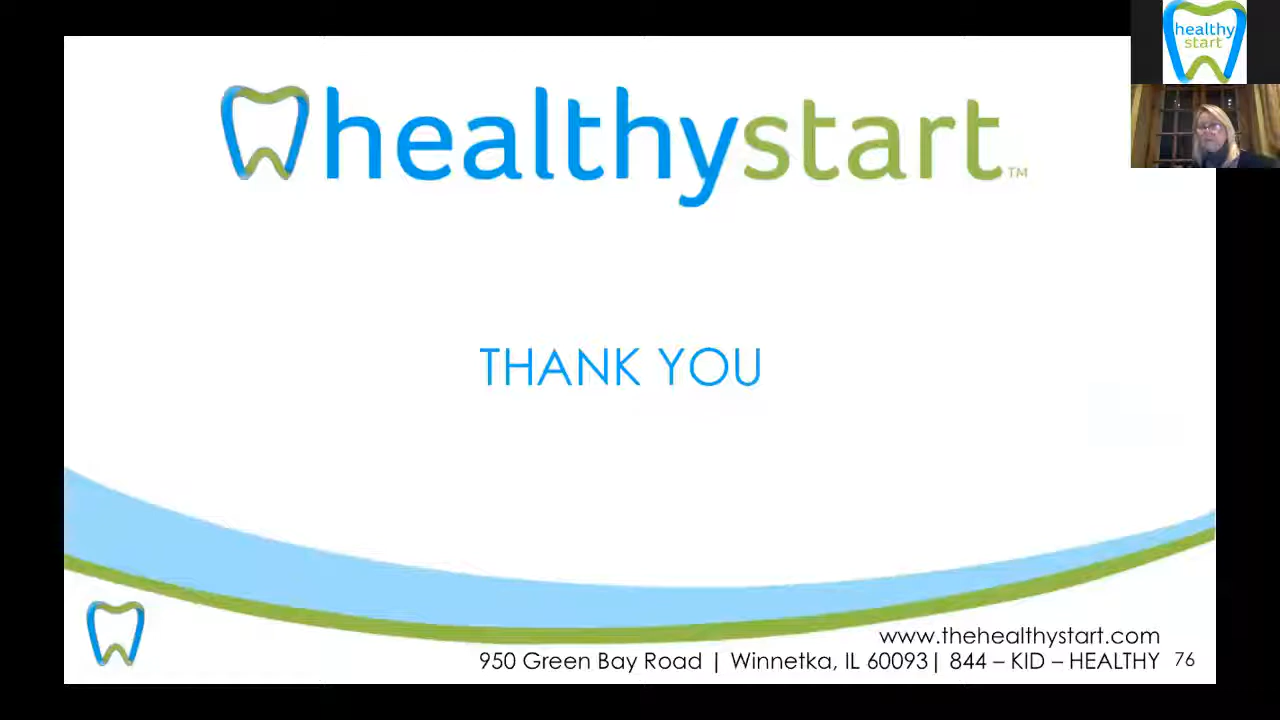 healthystart™
healthy
start
THANK YOU
www.thehealthystart.com
950 Green Bay Road | Winnetka, IL 60093| 844 – KID – HEALTHY 76